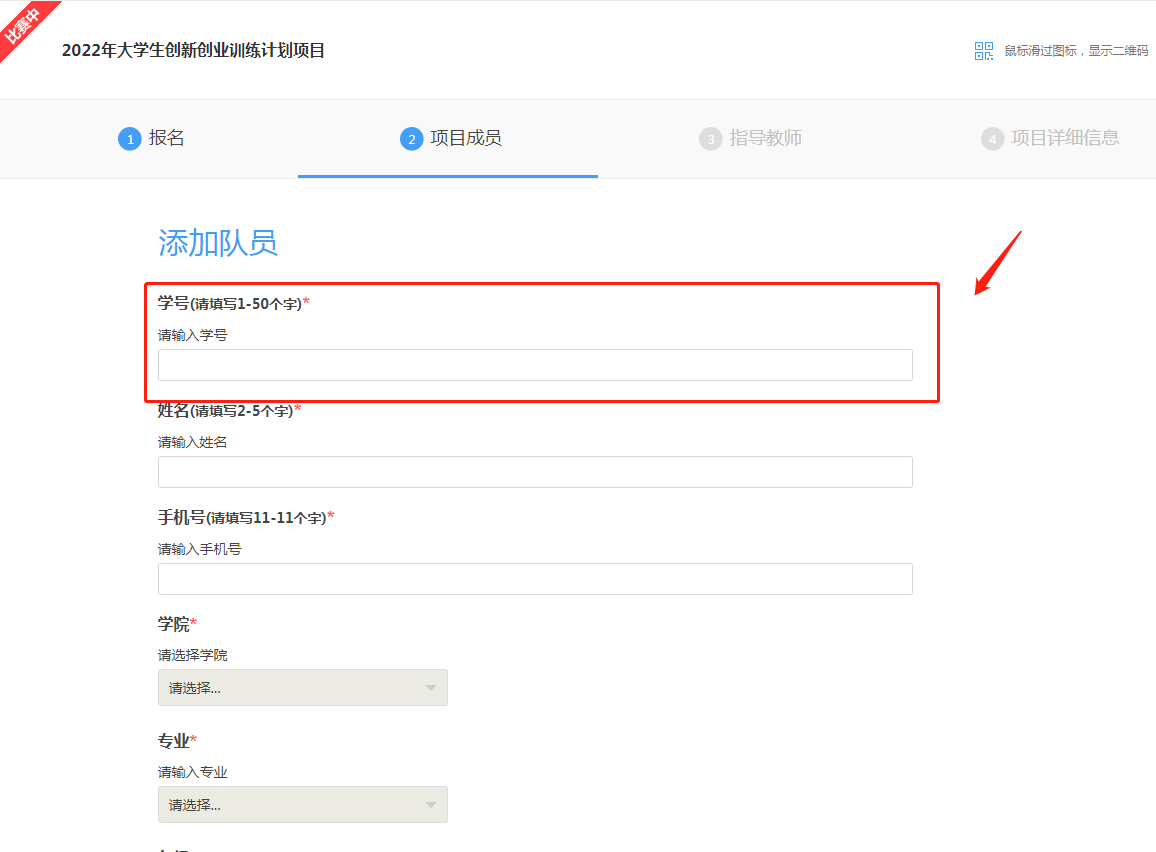 比赛中
2022年大学生创新创业训练计划项目
鼠标滑过图标，显示二维码
1 报名
2 项目成员
3 指导教师
4 项目详细信息
添加队员
学号(请填写1-50个字)*
请输入学号
姓名(请填写2-5个字)*
请输入姓名
手机号(请填写11-11个字)*
请输入手机号
学院*
请选择学院
请选择...
专业*
请输入专业
请选择...